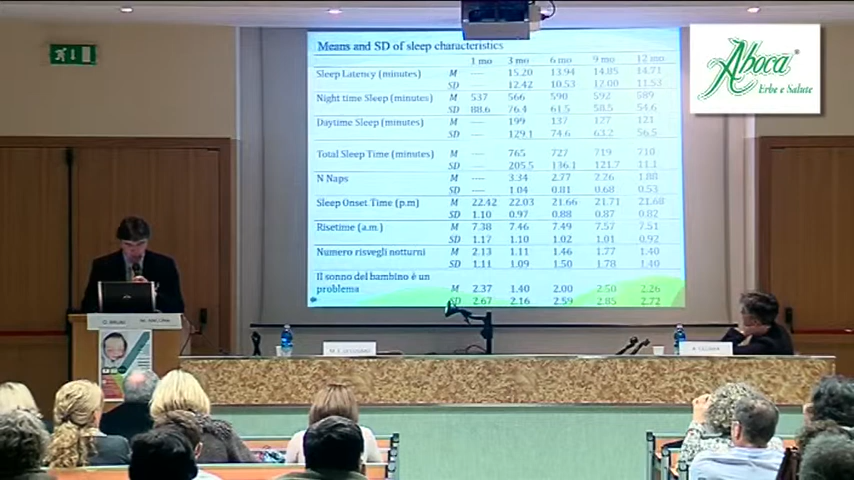 Means and SD of sleep characteristics
1 mo 3 mo 6 mo 9 mo 12 mo
Sleep Latency (minutes) M ---- 15.20 13.94 14.85 14.71
SD 12.42 10.53 12.00 11.53
Night time Sleep (minutes) M 537 566 590 592 589
SD 88.6 76.4 61.5 58.5 54.6
Daytime Sleep (minutes) M ---- 199 137 127 121
SD ---- 129.1 74.6 63.2 56.5
Total Sleep Time (minutes) M ---- 765 727 719 710
SD ---- 205.5 136.1 121.7 11.1
N Naps M ---- 3.34 2.77 2.26 1.88
SD ---- 1.04 0.81 0.68 0.53
Sleep Onset Time (p.m) M 22.42 22.03 21.66 21.71 21.68
SD 1.10 0.97 0.88 0.87 0.82
Risetime (a.m.) M 7.38 7.46 7.49 7.57 7.51
SD 1.17 1.10 1.02 1.01 0.92
Numero risvegli notturni M 2.13 1.11 1.46 1.77 1.40
SD 1.11 1.09 1.50 1.78 1.40
Il sonno del bambino è un
problema M 2.37 1.40 2.00 2.50 2.26
SD 2.67 2.16 2.59 2.85 2.72
Aboca®
Erbe e Salute
O. BRUNI